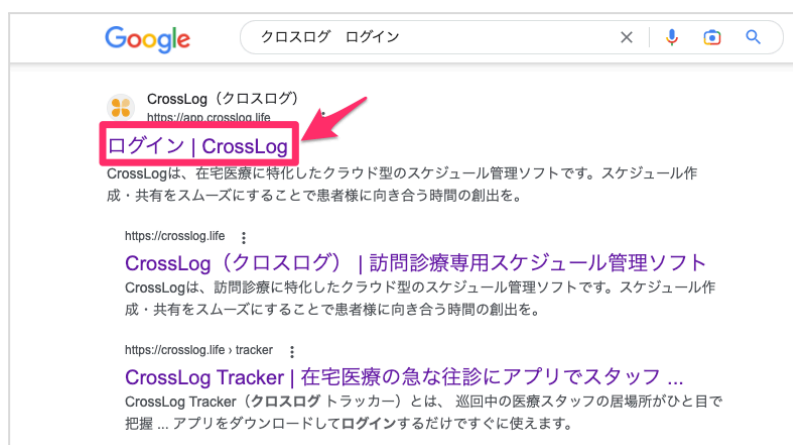 Google
クロスログ　ログイン
CrossLog（クロスログ）
https://app.crosslog.life
ログイン | CrossLog
CrossLogは、在宅医療に特化したクラウド型のスケジュール管理ソフトです。スケジュール作
成・共有をスムーズにすることで患者様に向き合う時間の創出を。
https://crosslog.life
CrossLog（クロスログ） | 訪問診療専用スケジュール管理ソフト
CrossLogは、訪問診療に特化したクラウド型のスケジュール管理ソフトです。スケジュール作
成・共有をスムーズにすることで患者様に向き合う時間の創出を。
https://crosslog.life › tracker
CrossLog Tracker | 在宅医療の急な往診にアプリでスタッフ ...
CrossLog Tracker（クロスログ トラッカー）とは、 巡回中の医療スタッフの居場所がひと目で
把握 ... アプリをダウンロードしてログインするだけですぐに使えます。